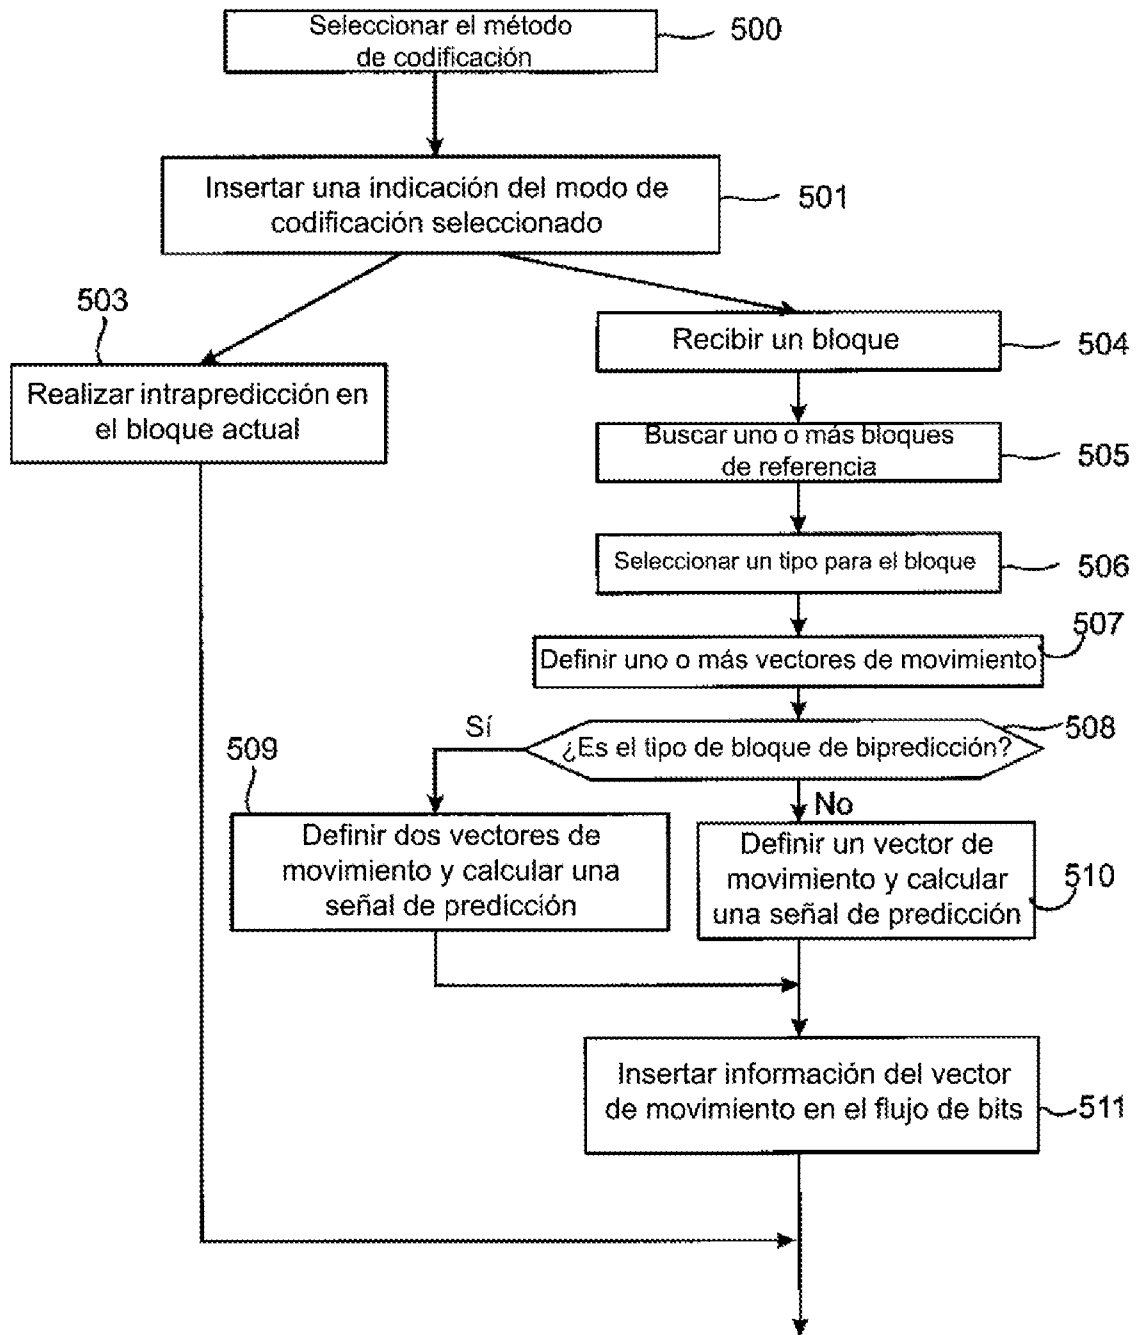 Seleccionar el método
de codificación
500
Insertar una indicación del modo de
codificación seleccionado
501
503
Realizar intrapredicción en
el bloque actual
Recibir un bloque
504
Buscar uno o más bloques
de referencia
505
Seleccionar un tipo para el bloque
506
507
Definir uno o más vectores de movimiento
Sí
508
¿Es el tipo de bloque de bipredicción?
509
No
Definir dos vectores de
movimiento y calcular una
señal de predicción
Definir un vector de
movimiento y calcular
una señal de predicción
510
Insertar información del vector
de movimiento en el flujo de bits
511